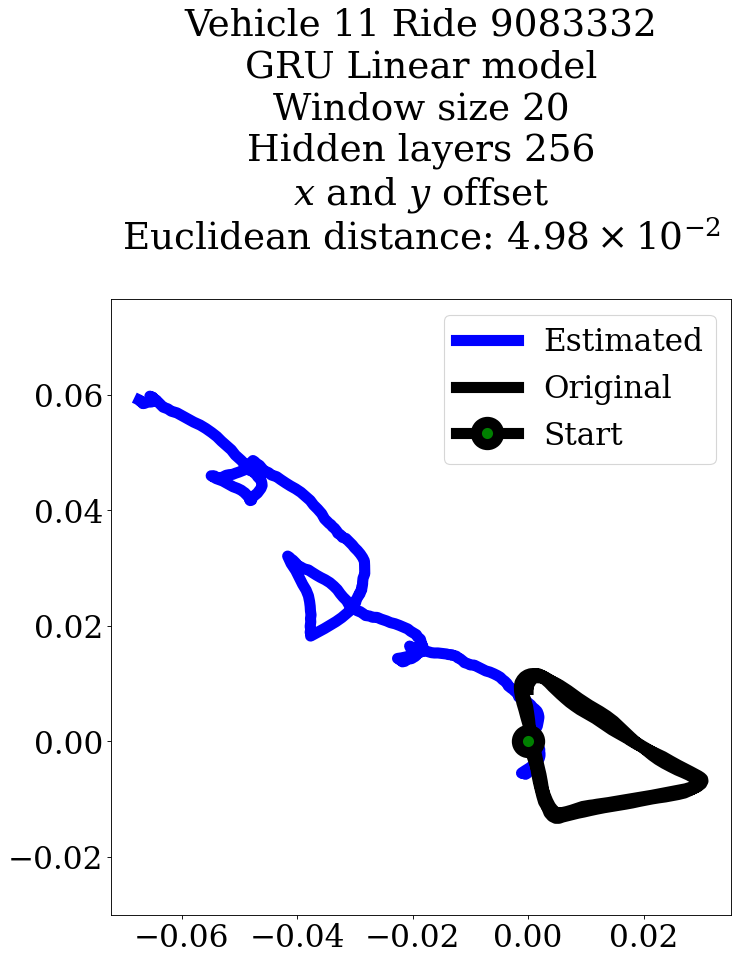 Vehicle 11 Ride 9083332
GRU Linear model
Window size 20
Hidden layers 256
x and y offset
Euclidean distance: 4.98 × 10⁻²
Estimated
Original
Start
0.06
0.04
0.02
0.00
−0.02
−0.06 −0.04 −0.02 0.00 0.02